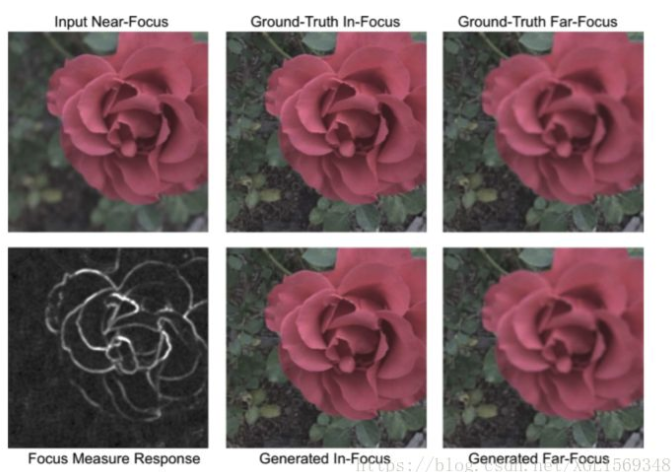 Input Near-Focus
Ground-Truth In-Focus
Ground-Truth Far-Focus
Focus Measure Response
Generated In-Focus
Generated Far-Focus